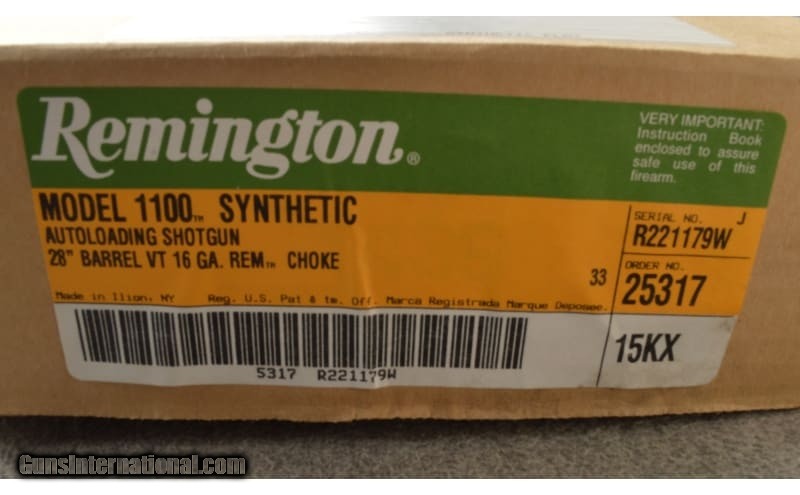 Remington®
VERY IMPORTANT:
Instruction Book
enclosed to assure
safe use of this
firearm.
MODEL 1100™ SYNTHETIC
AUTOLOADING SHOTGUN
28" BARREL VT 16 GA. REM™ CHOKE
33
Made in Ilion, NY Reg. U.S. Pat & tm. Off. Marca Registrada Marque Deposee.
SERIAL NO. J
R221179W
ORDER NO.
25317
15KX
5317 R221179W
GunsInternational.com